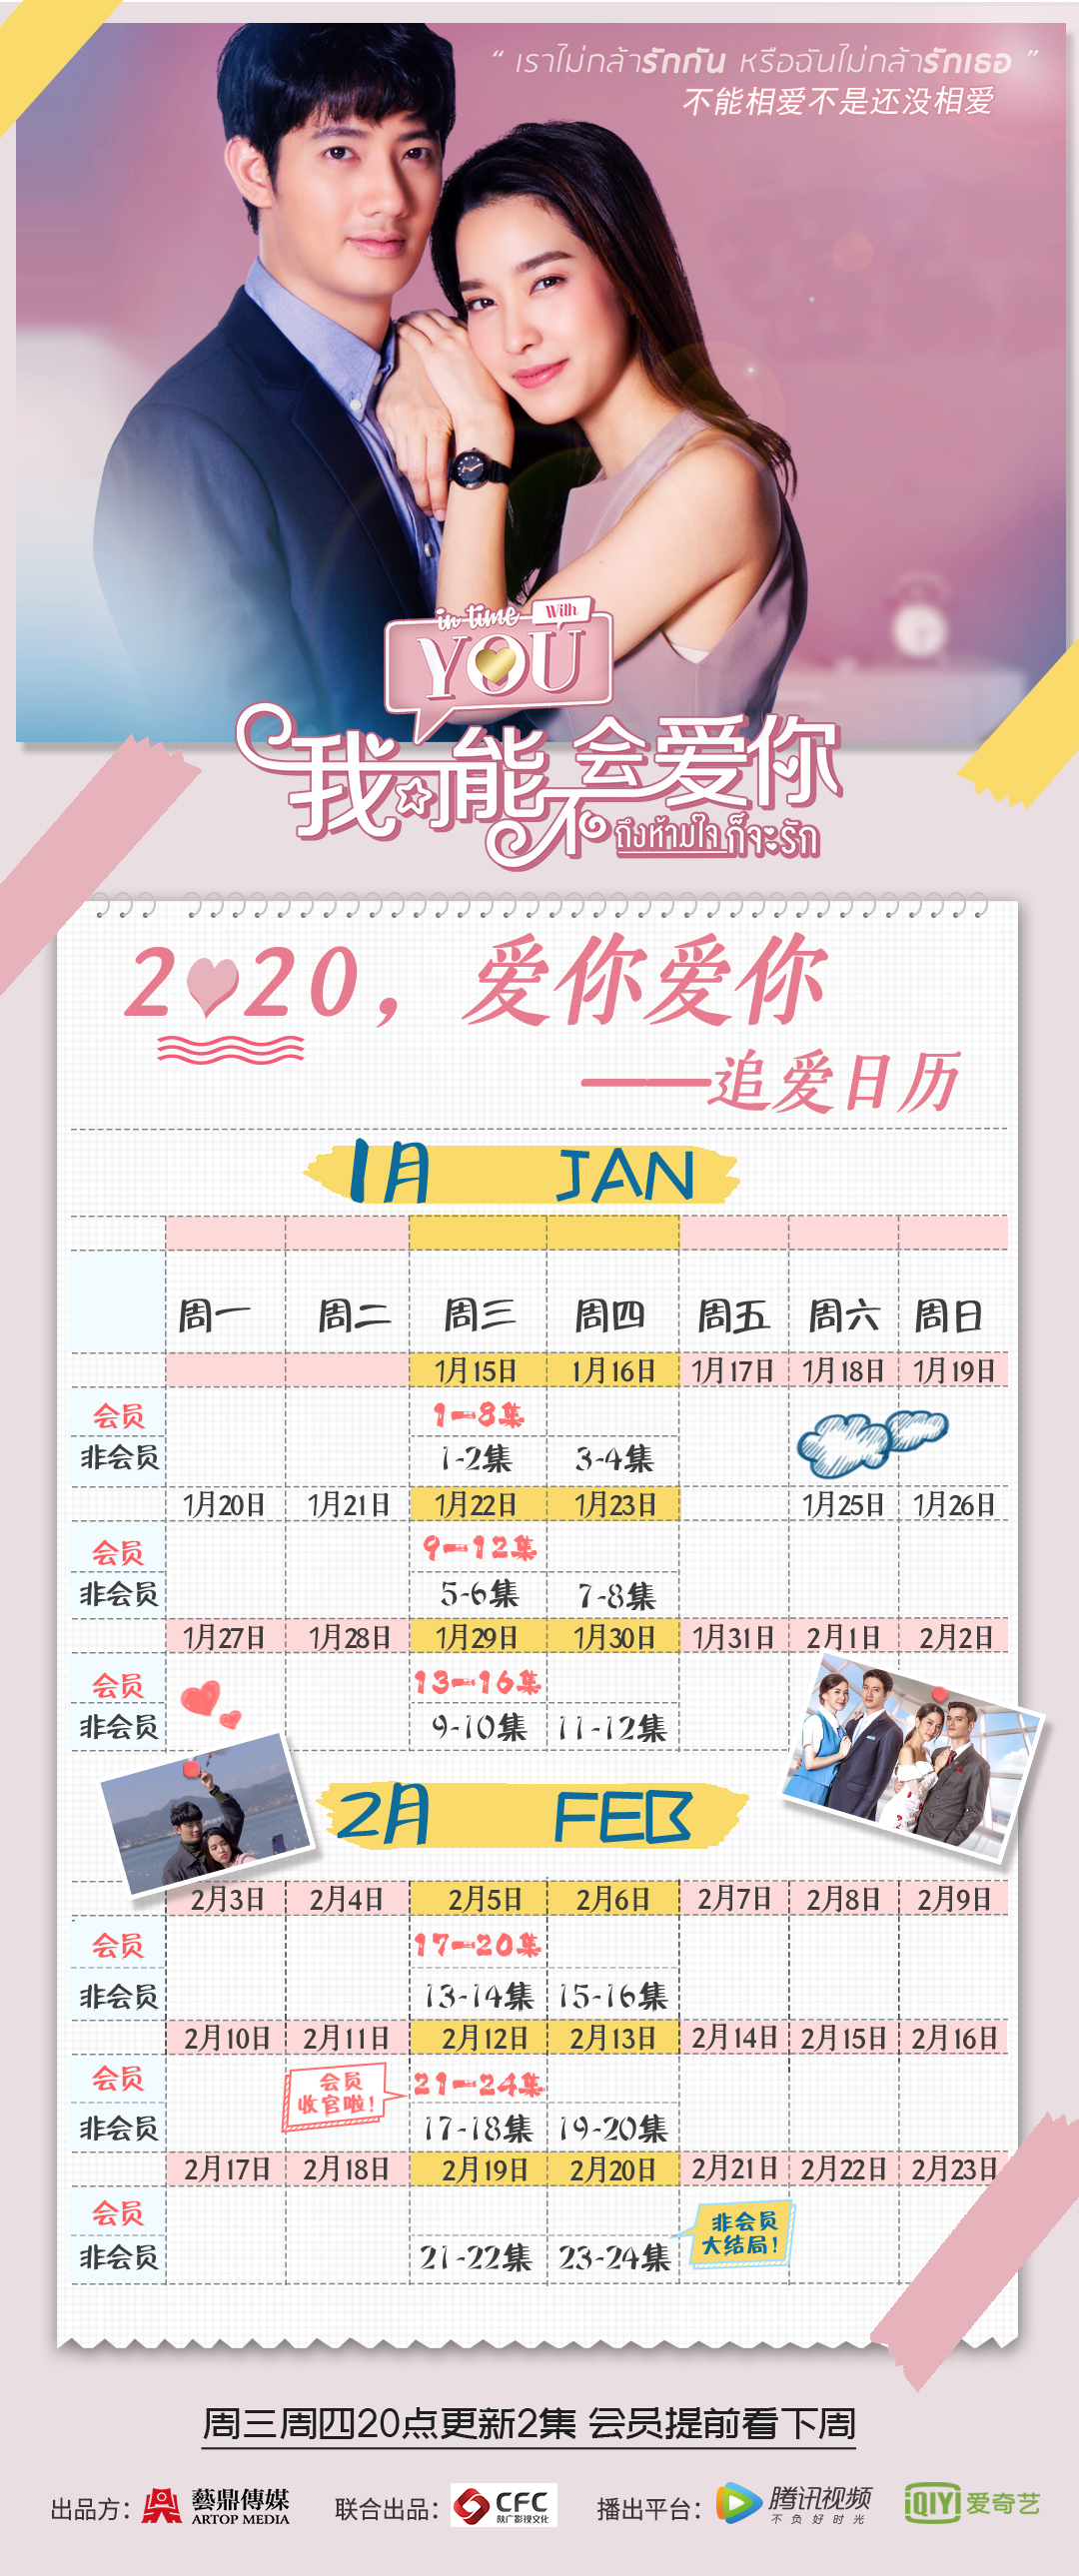 “ เราไม่กล้ารักกัน หรือฉันไม่กล้ารักเธอ ”
不能相爱不是还没相爱
in time With
YOU
我可能不会爱你
ถึงห้ามใจ ก็จะรัก
2020，爱你爱你
——追爱日历
1月 JAN
周一 周二 周三 周四 周五 周六 周日
1月15日 1月16日 1月17日 1月18日 1月19日
会员 1-8集
非会员 1-2集 3-4集
1月20日 1月21日 1月22日 1月23日 1月25日 1月26日
会员 9-12集
非会员 5-6集 7-8集
1月27日 1月28日 1月29日 1月30日 1月31日 2月1日 2月2日
会员 13-16集
非会员 9-10集 11-12集
2月 FEB
2月3日 2月4日 2月5日 2月6日 2月7日 2月8日 2月9日
会员 17-20集
非会员 13-14集 15-16集
2月10日 2月11日 2月12日 2月13日 2月14日 2月15日 2月16日
会员 21-24集
会员
收官啦!
非会员 17-18集 19-20集
2月17日 2月18日 2月19日 2月20日 2月21日 2月22日 2月23日
会员
非会员 21-22集 23-24集
非会员
大结局!
周三周四20点更新2集 会员提前看下周
出品方: 藝鼎傳媒 ARTOP MEDIA 联合出品: CFC 陕广影视文化 播出平台: 腾讯视频 不负好时光 iQIYI 爱奇艺